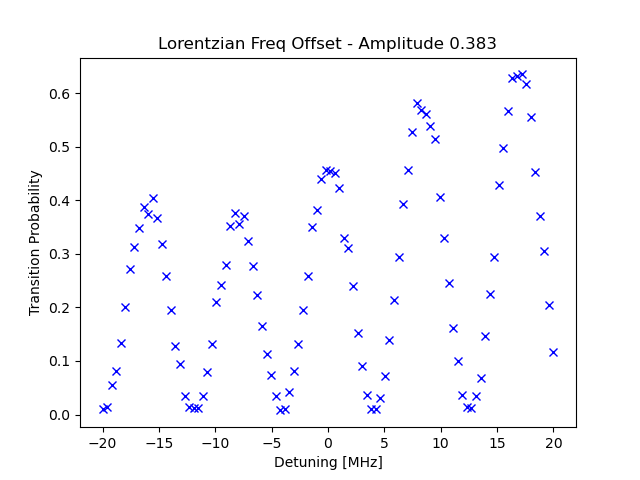 Lorentzian Freq Offset - Amplitude 0.383
Transition Probability
0.6
0.5
0.4
0.3
0.2
0.1
0.0
−20 −15 −10 −5 0 5 10 15 20
Detuning [MHz]